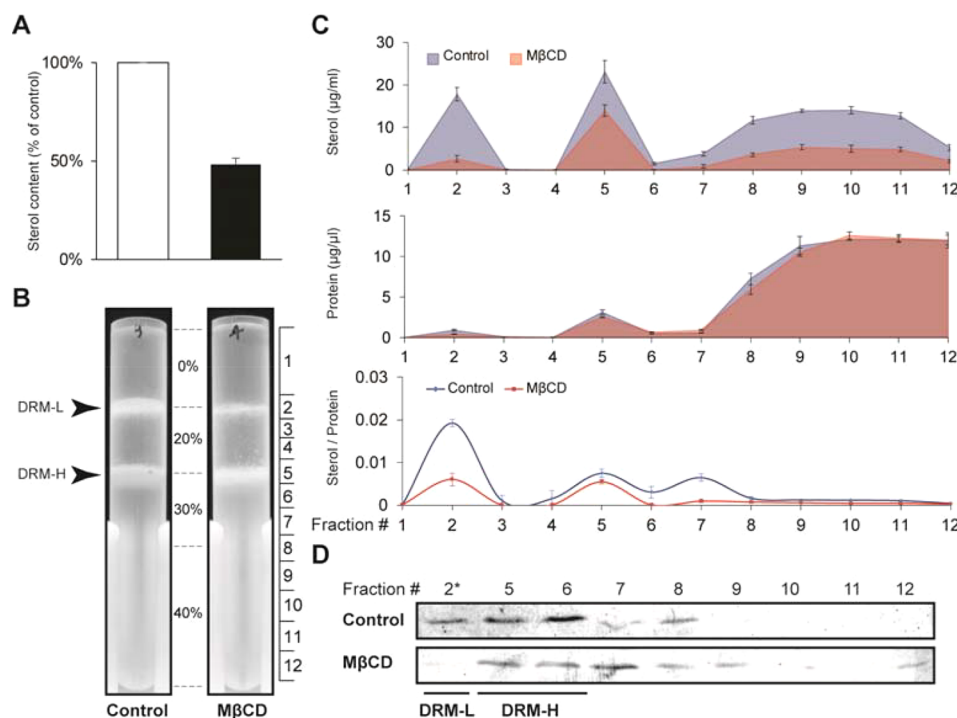 A
100%
50%
0%
Sterol content (% of control)
B
DRM-L
DRM-H
0%
20%
30%
40%
1
2
3
4
5
6
7
8
9
10
11
12
Control
MβCD
C
Control MβCD
Sterol (µg/ml)
30
20
10
0
1 2 3 4 5 6 7 8 9 10 11 12
Protein (µg/µl)
15
10
5
0
1 2 3 4 5 6 7 8 9 10 11 12
Control MβCD
Sterol / Protein
0.03
0.02
0.01
0
Fraction # 1 2 3 4 5 6 7 8 9 10 11 12
D
Fraction # 2* 5 6 7 8 9 10 11 12
Control
MβCD
DRM-L DRM-H